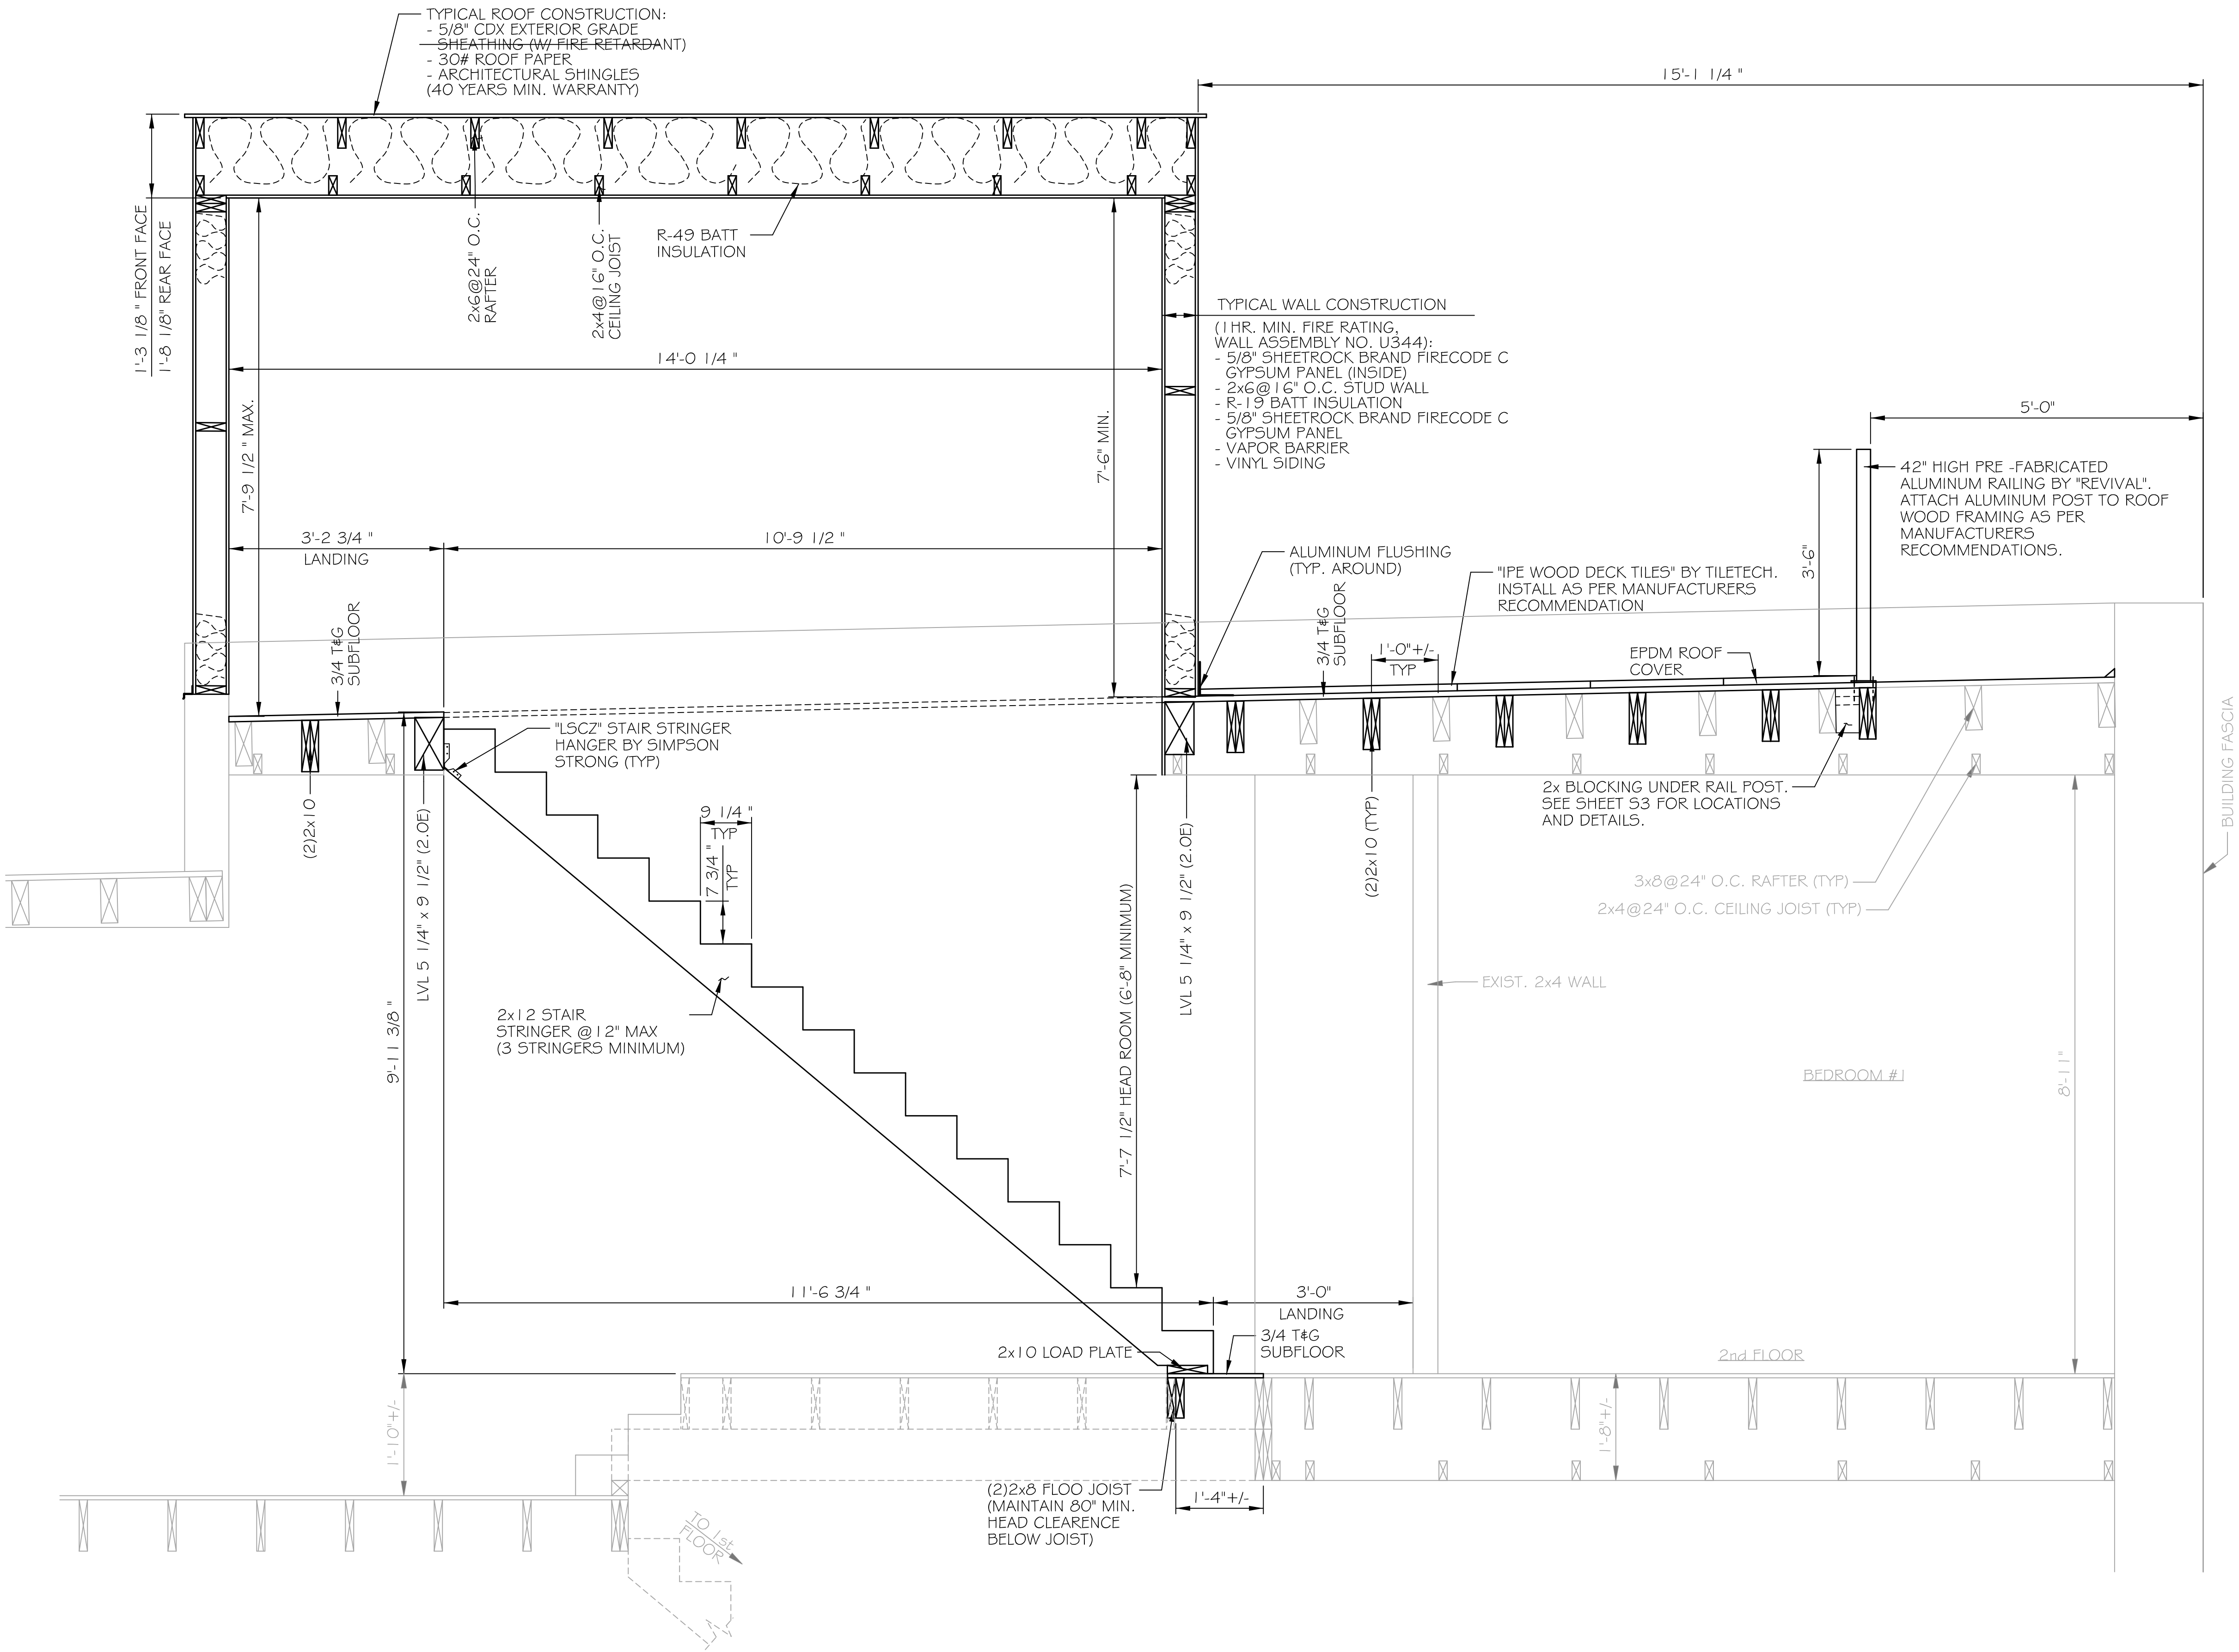 TYPICAL ROOF CONSTRUCTION:
- 5/8" CDX EXTERIOR GRADE
SHEATHING (W/ FIRE RETARDANT)
- 30# ROOF PAPER
- ARCHITECTURAL SHINGLES
(40 YEARS MIN. WARRANTY)
15'-1 1/4 "
1'-3 1/8 " FRONT FACE
1'-8 1/8" REAR FACE
2x6@24" O.C.
RAFTER
2x4@16" O.C.
CEILING JOIST
R-49 BATT
INSULATION
TYPICAL WALL CONSTRUCTION
(1HR. MIN. FIRE RATING,
WALL ASSEMBLY NO. U344):
- 5/8" SHEETROCK BRAND FIRECODE C
GYPSUM PANEL (INSIDE)
- 2x6@16" O.C. STUD WALL
- R-19 BATT INSULATION
- 5/8" SHEETROCK BRAND FIRECODE C
GYPSUM PANEL
- VAPOR BARRIER
- VINYL SIDING
14'-0 1/4 "
7'-9 1/2 " MAX.
7'-6" MIN.
5'-0"
42" HIGH PRE -FABRICATED
ALUMINUM RAILING BY "REVIVAL".
ATTACH ALUMINUM POST TO ROOF
WOOD FRAMING AS PER
MANUFACTURERS
RECOMMENDATIONS.
3'-6"
3'-2 3/4 "
LANDING
10'-9 1/2 "
ALUMINUM FLUSHING
(TYP. AROUND)
"IPE WOOD DECK TILES" BY TILETECH.
INSTALL AS PER MANUFACTURERS
RECOMMENDATION
3/4 T&G
SUBFLOOR
3/4 T&G
SUBFLOOR
1'-0"+/-
TYP
EPDM ROOF
COVER
"LSCZ" STAIR STRINGER
HANGER BY SIMPSON
STRONG (TYP)
(2)2x10
LVL 5 1/4" x 9 1/2" (2.0E)
9 1/4 "
TYP
7 3/4 "
TYP
LVL 5 1/4" x 9 1/2" (2.0E)
(2)2x10 (TYP)
2x BLOCKING UNDER RAIL POST.
SEE SHEET S3 FOR LOCATIONS
AND DETAILS.
BUILDING FASCIA
3x8@24" O.C. RAFTER (TYP)
2x4@24" O.C. CEILING JOIST (TYP)
EXIST. 2x4 WALL
9'-11 3/8 "
2x12 STAIR
STRINGER @12" MAX
(3 STRINGERS MINIMUM)
7'-7 1/2" HEAD ROOM (6'-8" MINIMUM)
BEDROOM #1
8'-11"
11'-6 3/4 "
3'-0"
LANDING
3/4 T&G
SUBFLOOR
2x10 LOAD PLATE
2nd FLOOR
1'-10"+/-
1'-8"+/-
(2)2x8 FLOO JOIST
(MAINTAIN 80" MIN.
HEAD CLEARENCE
BELOW JOIST)
1'-4"+/-
TO 1st
FLOOR